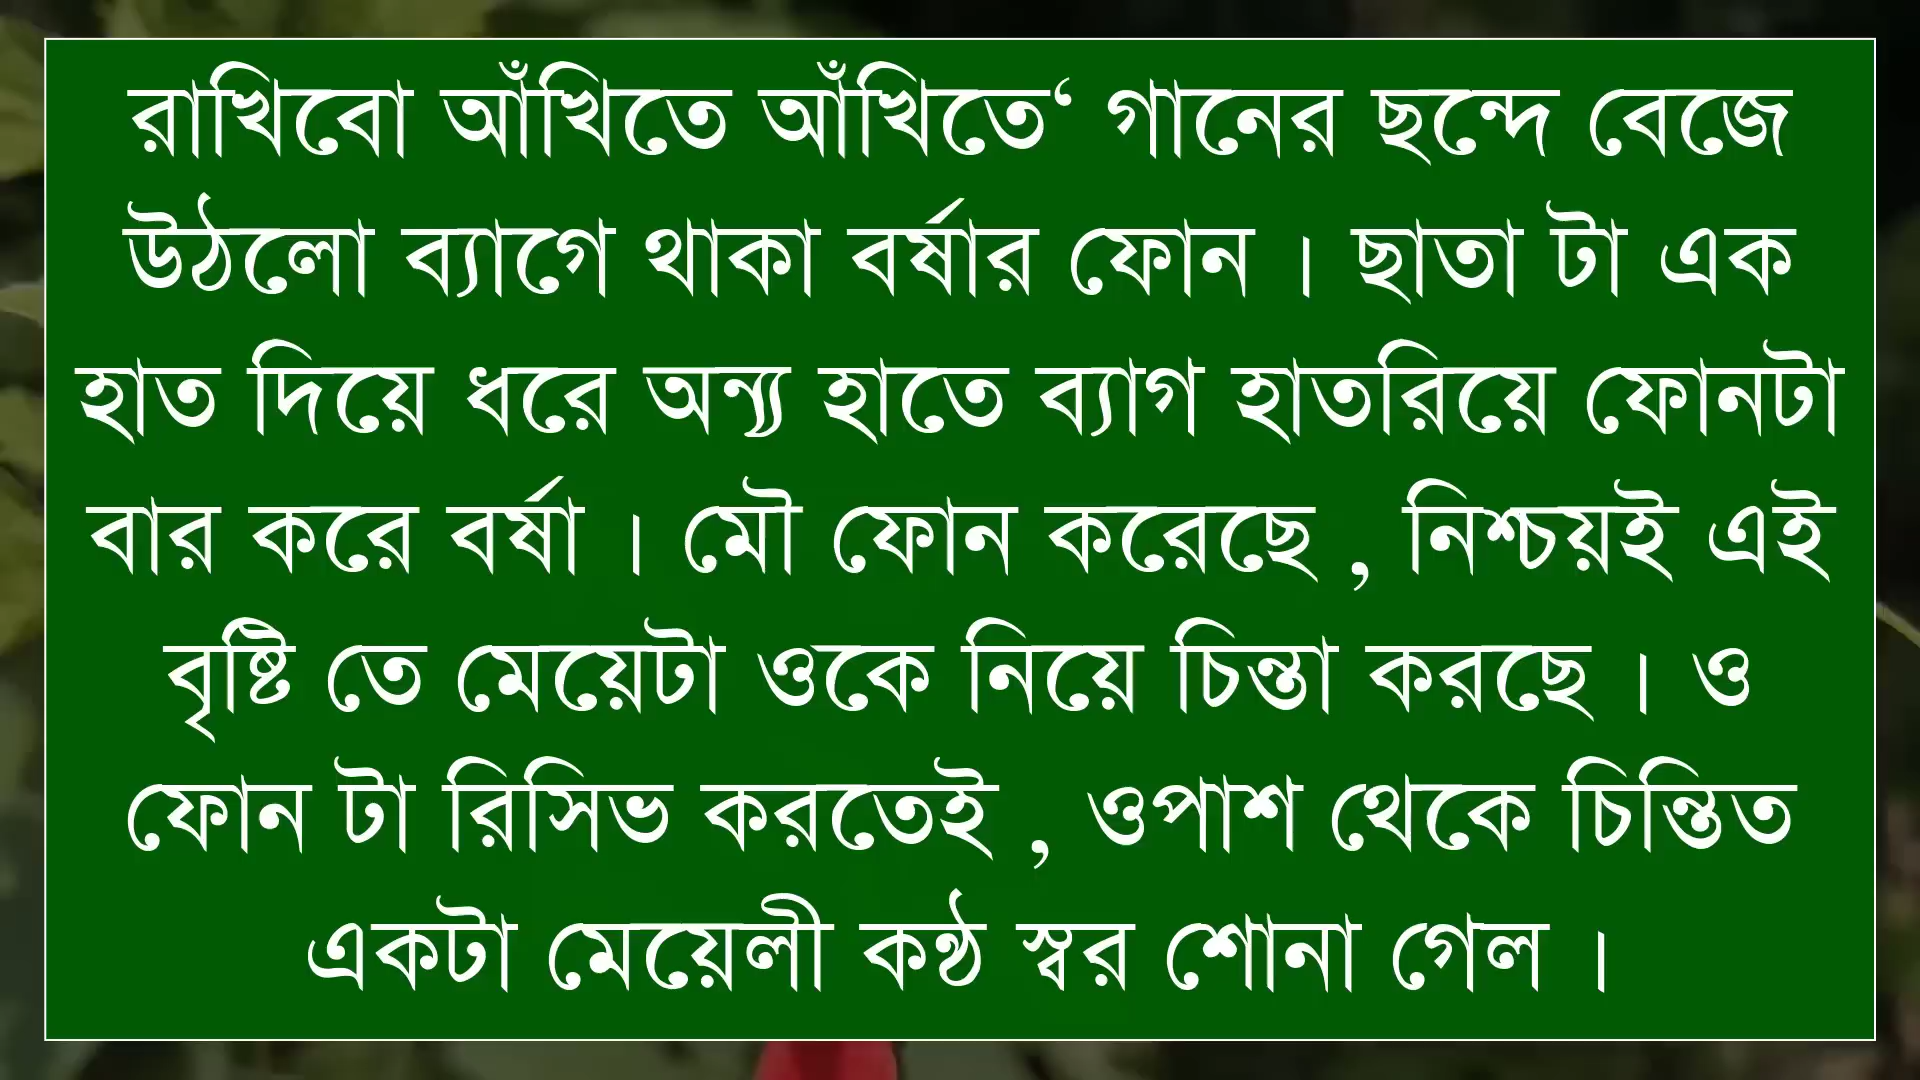 রাখিবো আঁখিতে আঁখিতে‘ গানের ছন্দে বেজে
উঠলো ব্যাগে থাকা বর্ষার ফোন । ছাতা টা এক
হাত দিয়ে ধরে অন্য হাতে ব্যাগ হাতরিয়ে ফোনটা
বার করে বর্ষা । মৌ ফোন করেছে , নিশ্চয়ই এই
বৃষ্টি তে মেয়েটা ওকে নিয়ে চিন্তা করছে । ও
ফোন টা রিসিভ করতেই , ওপাশ থেকে চিন্তিত
একটা মেয়েলী কন্ঠ স্বর শোনা গেল ।